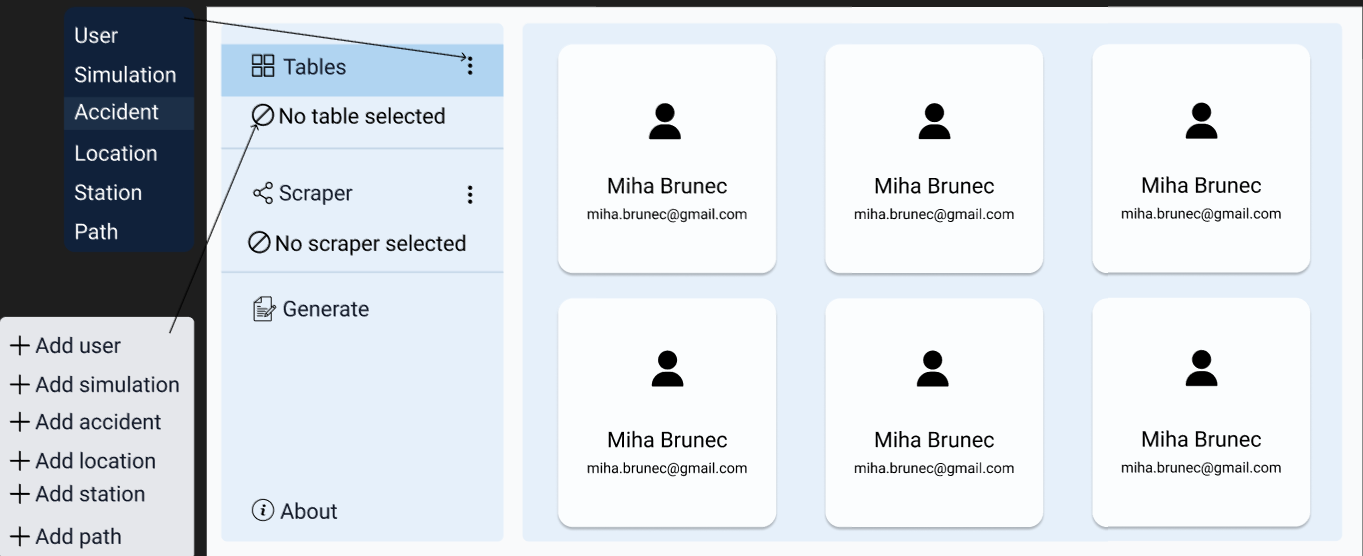 User
Simulation
Accident
Location
Station
Path
Add user
Add simulation
Add accident
Add location
Add station
Add path
Tables
No table selected
Scraper
No scraper selected
Generate
About
Miha Brunec
miha.brunec@gmail.com
Miha Brunec
miha.brunec@gmail.com
Miha Brunec
miha.brunec@gmail.com
Miha Brunec
miha.brunec@gmail.com
Miha Brunec
miha.brunec@gmail.com
Miha Brunec
miha.brunec@gmail.com